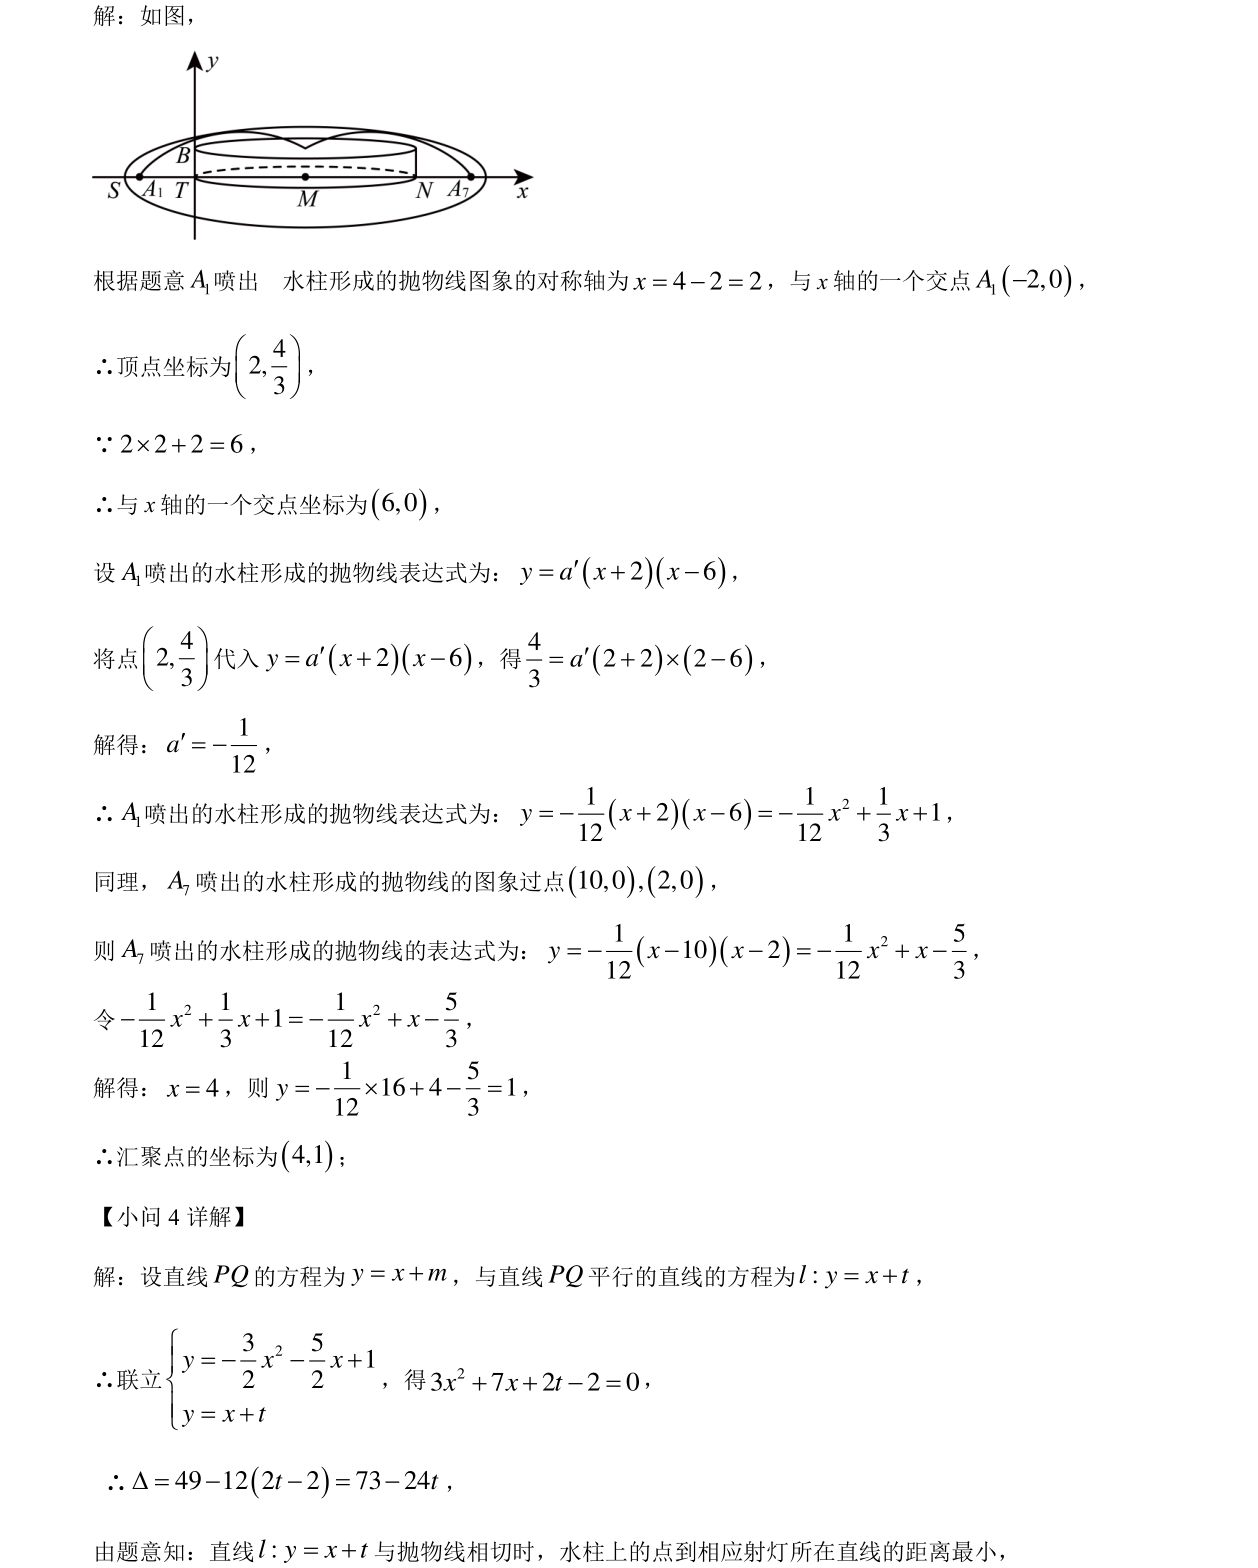 解：如图，
y
B
S A₁ T M N A₇ x
根据题意 A₁ 喷出 水柱形成的抛物线图象的对称轴为 x = 4 − 2 = 2，与 x 轴的一个交点 A₁(−2,0)，
∴顶点坐标为(2, 4/3)，
∵ 2×2+2=6，
∴与 x 轴的一个交点坐标为(6,0)，
设 A₁ 喷出的水柱形成的抛物线表达式为：y = a′(x+2)(x−6)，
将点(2, 4/3)代入 y = a′(x+2)(x−6)，得 4/3 = a′(2+2)×(2−6)，
解得：a′ = −1/12，
∴ A₁ 喷出的水柱形成的抛物线表达式为：y = −1/12(x+2)(x−6) = −1/12x² + 1/3x + 1，
同理，A₇ 喷出的水柱形成的抛物线的图象过点(10,0),(2,0)，
则 A₇ 喷出的水柱形成的抛物线的表达式为：y = −1/12(x−10)(x−2) = −1/12x² + x − 5/3，
令 −1/12x² + 1/3x + 1 = −1/12x² + x − 5/3，
解得：x = 4，则 y = −1/12×16+4−5/3 = 1，
∴汇聚点的坐标为(4,1)；
【小问 4 详解】
解：设直线 PQ 的方程为 y = x+m，与直线 PQ 平行的直线的方程为 l : y = x+t，
∴联立{y = −3/2x² − 5/2x + 1, y = x+t，得 3x² + 7x + 2t − 2 = 0，
∴ Δ = 49−12(2t−2) = 73−24t，
由题意知：直线 l : y = x+t 与抛物线相切时，水柱上的点到相应射灯所在直线的距离最小，